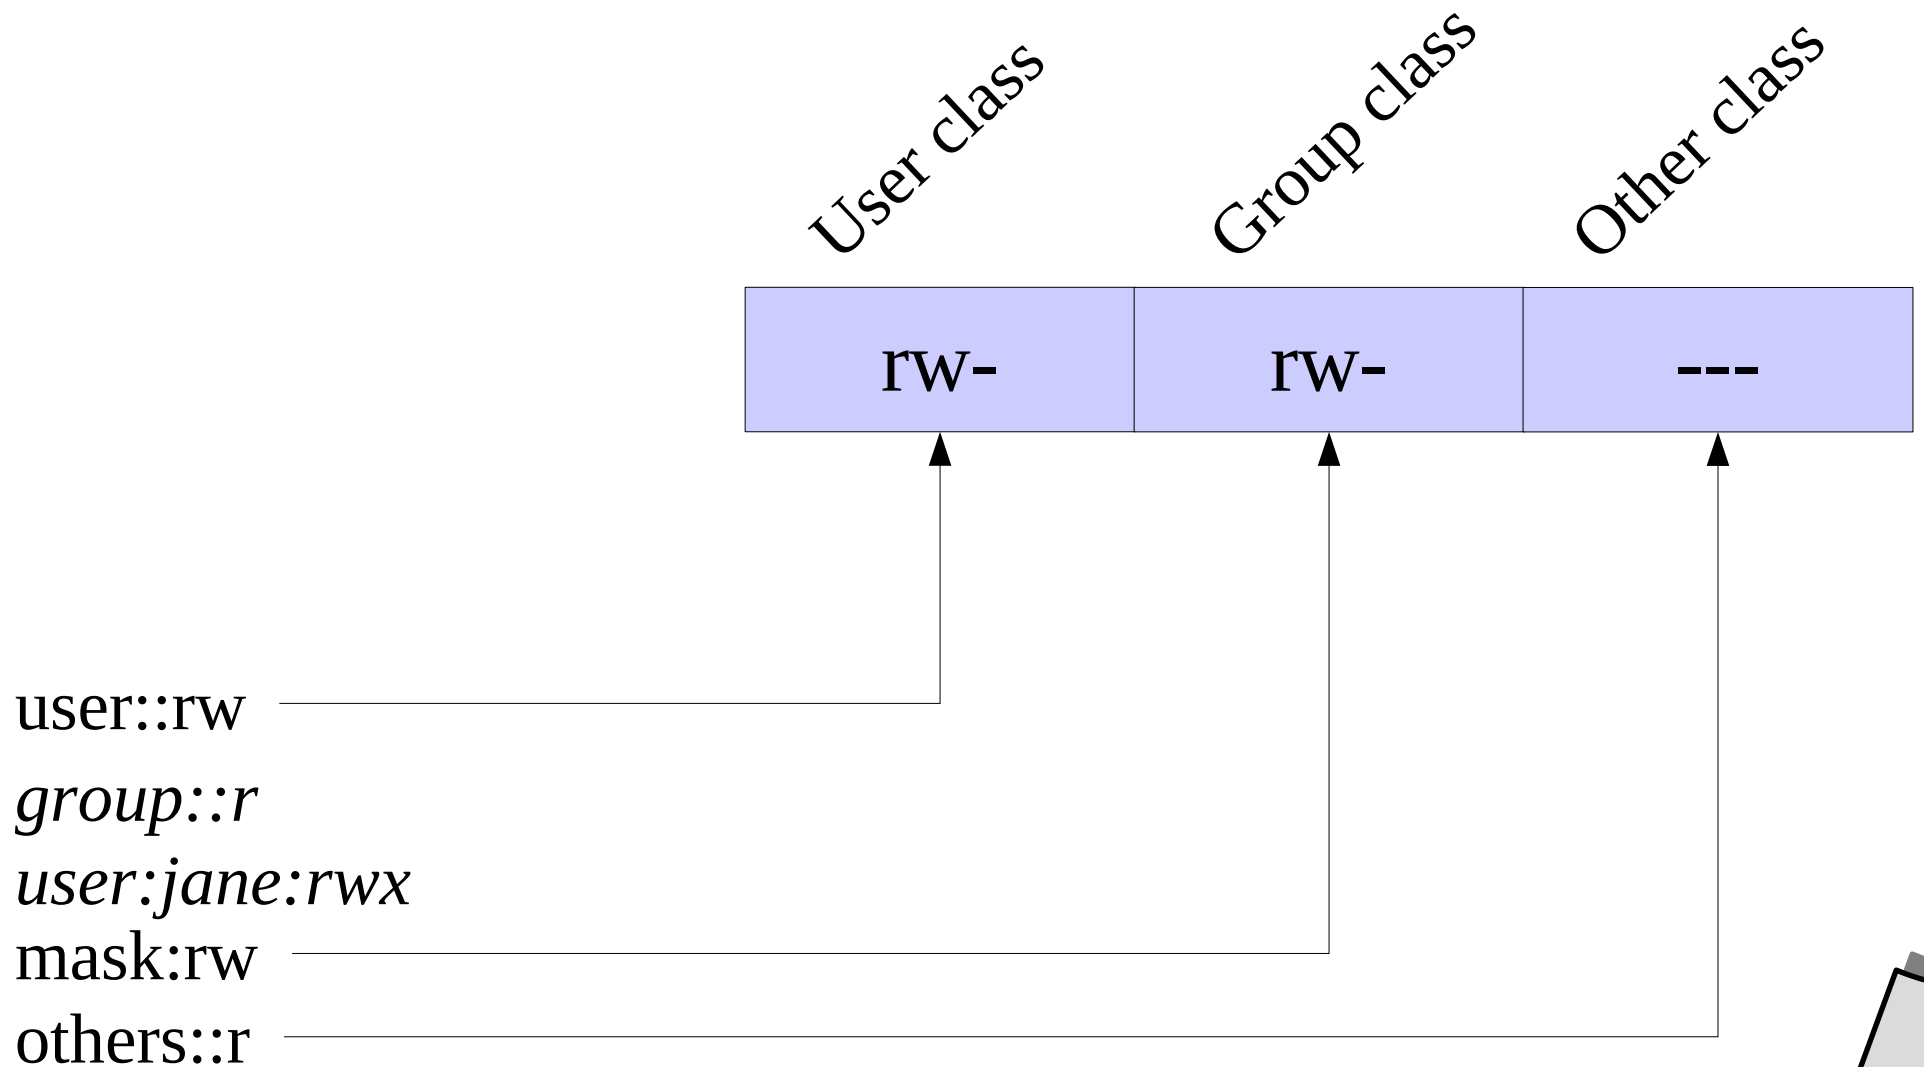 User class
Group class
Other class
rw-
rw-
---
user::rw
group::r
user:jane:rwx
mask:rw
others::r